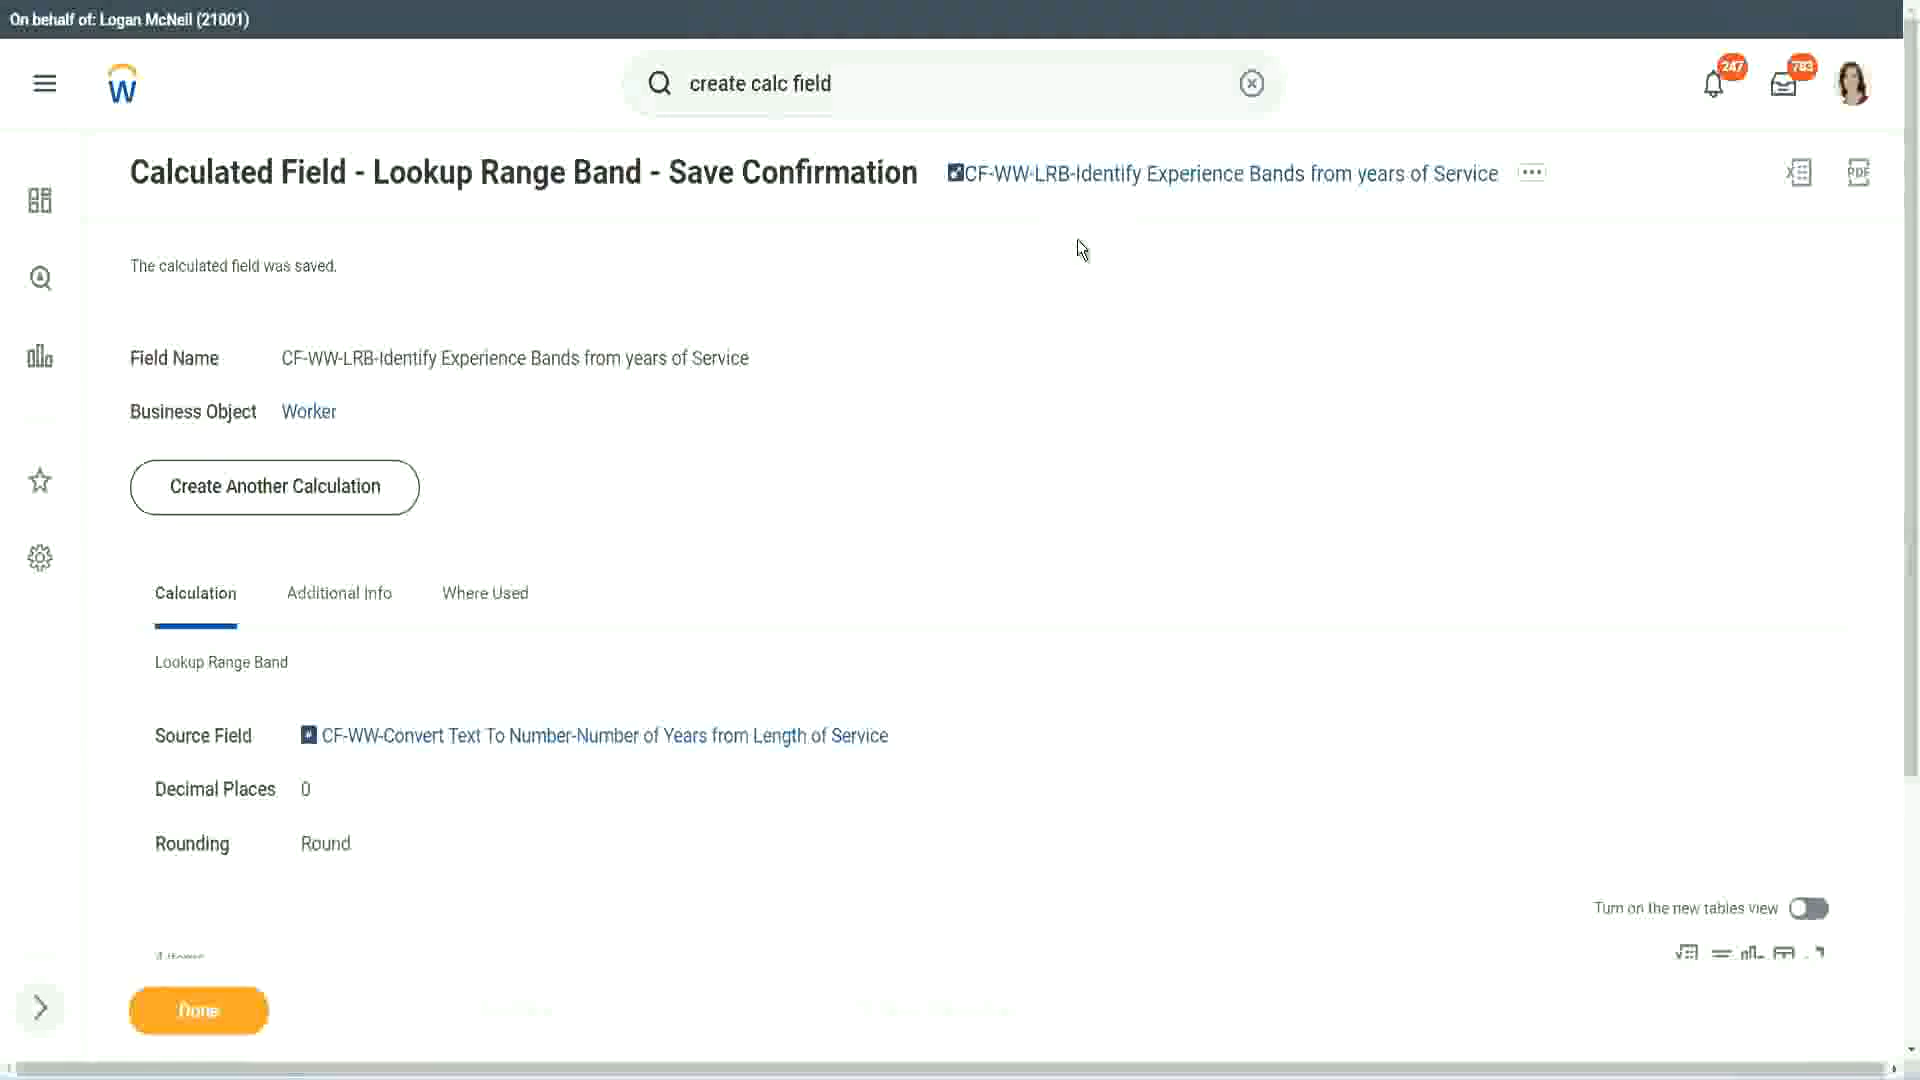 On behalf of: Logan McNeil (21001)
create calc field
247
783
Calculated Field - Lookup Range Band - Save Confirmation
CF-WW-LRB-Identify Experience Bands from years of Service
PDF
The calculated field was saved.
Field Name CF-WW-LRB-Identify Experience Bands from years of Service
Business Object Worker
Create Another Calculation
Calculation Additional Info Where Used
Lookup Range Band
Source Field CF-WW-Convert Text To Number-Number of Years from Length of Service
Decimal Places 0
Rounding Round
Turn on the new tables view
4 items
Done